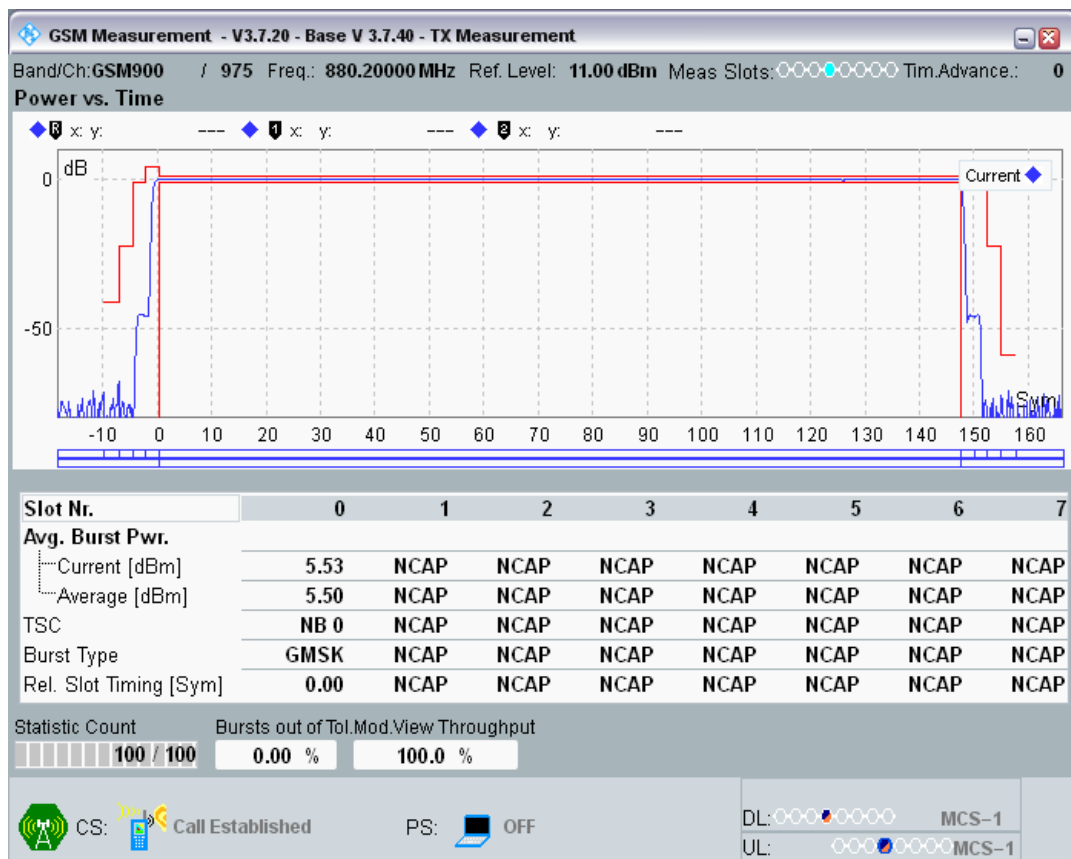 GSM Measurement - V3.7.20 - Base V 3.7.40 - TX Measurement
Band/Ch:GSM900 / 975 Freq.: 880.20000 MHz Ref. Level: 11.00 dBm Meas Slots: Tim.Advance.: 0
Power vs. Time
R x: y: --- 1 x: y: --- 2 x: y: ---
dB
Current
0
-50
Sym
-10 0 10 20 30 40 50 60 70 80 90 100 110 120 130 140 150 160
Slot Nr. 0 1 2 3 4 5 6 7
Avg. Burst Pwr.
Current [dBm] 5.53 NCAP NCAP NCAP NCAP NCAP NCAP NCAP
Average [dBm] 5.50 NCAP NCAP NCAP NCAP NCAP NCAP NCAP
TSC NB 0 NCAP NCAP NCAP NCAP NCAP NCAP NCAP
Burst Type GMSK NCAP NCAP NCAP NCAP NCAP NCAP NCAP
Rel. Slot Timing [Sym] 0.00 NCAP NCAP NCAP NCAP NCAP NCAP NCAP
Statistic Count Bursts out of Tol. Mod.View Throughput
100 / 100 0.00 % 100.0 %
CS: Call Established PS: OFF
DL: MCS-1
UL: MCS-1